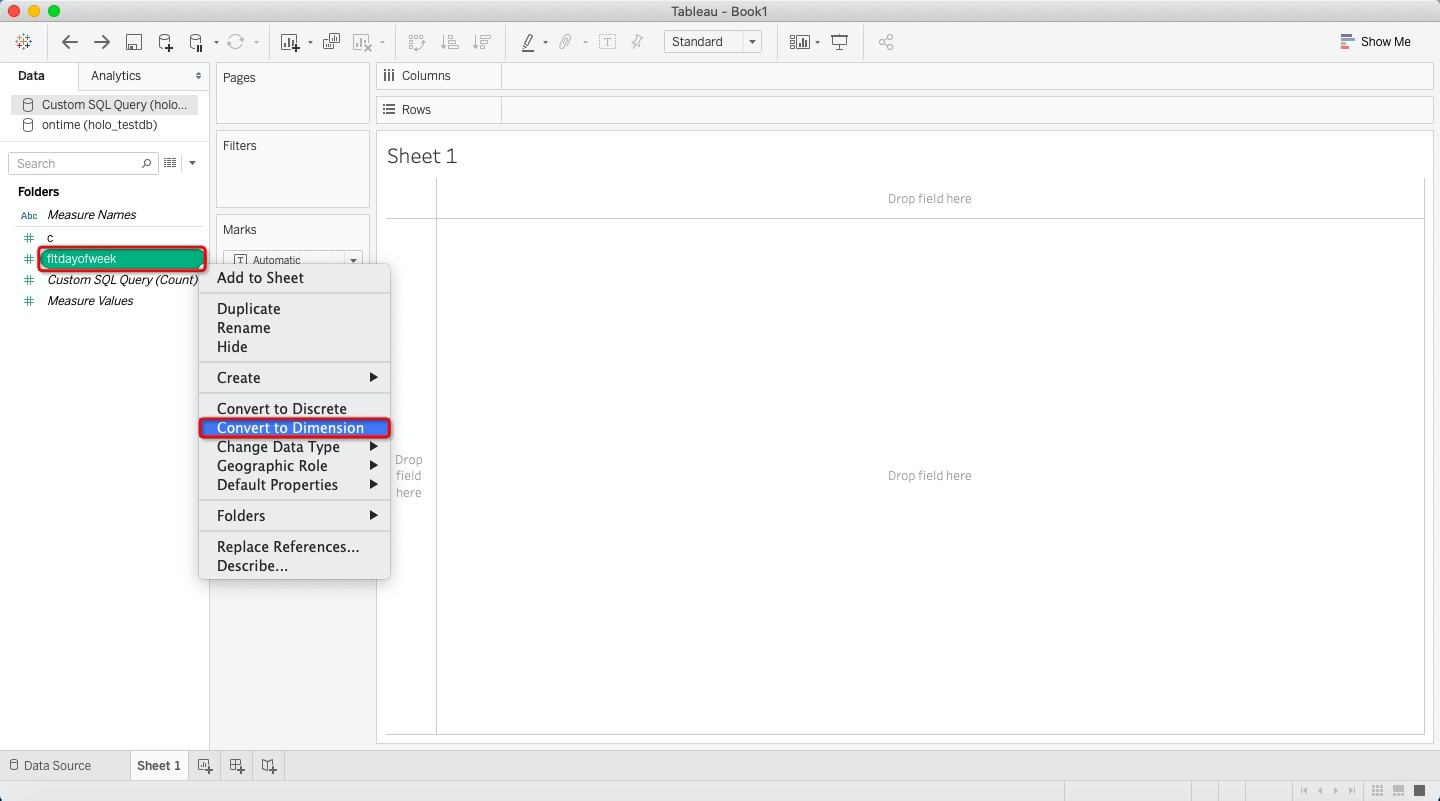 Tableau - Book1
Standard
Show Me
Data
Analytics
Custom SQL Query (holo...
ontime (holo_testdb)
Search
Folders
Abc Measure Names
c
fltdayofweek
Custom SQL Query (Count)
Measure Values
Pages
Filters
Marks
Automatic
Add to Sheet
Duplicate
Rename
Hide
Create
Convert to Discrete
Convert to Dimension
Change Data Type
Geographic Role
Default Properties
Folders
Replace References...
Describe...
Columns
Rows
Sheet 1
Drop field here
Drop
field
here
Drop field here
Data Source
Sheet 1